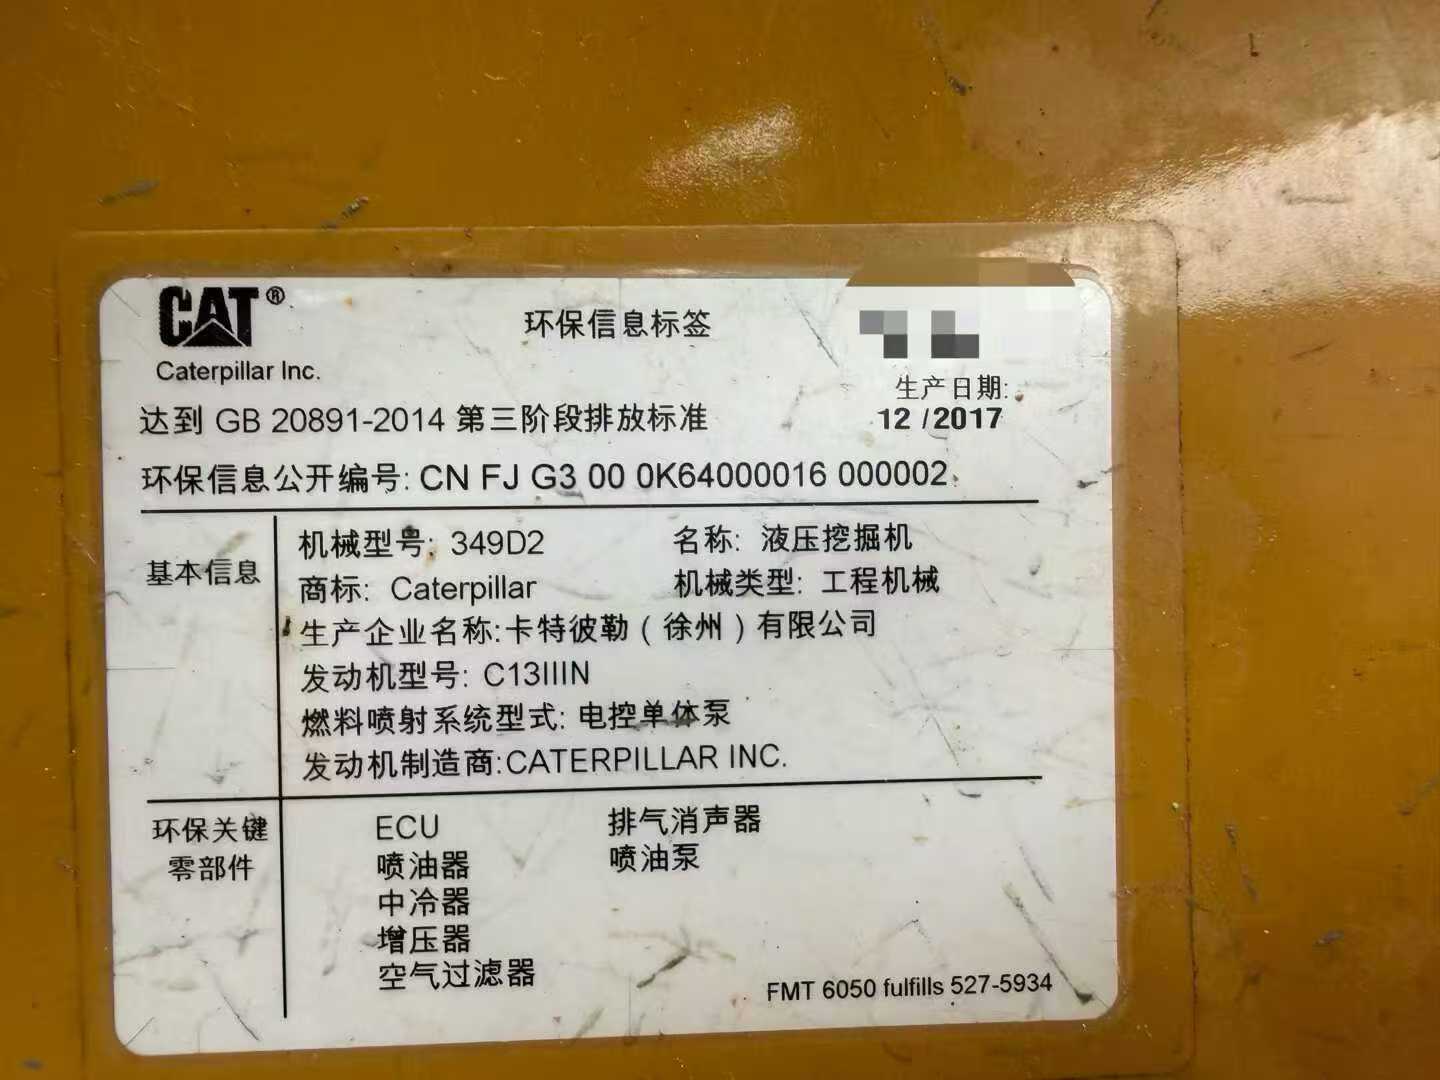 CAT®
Caterpillar Inc.
环保信息标签
生产日期:
12 /2017
达到 GB 20891-2014 第三阶段排放标准
环保信息公开编号: CN FJ G3 00 0K64000016 000002
基本信息
机械型号: 349D2 名称: 液压挖掘机
商标: Caterpillar 机械类型: 工程机械
生产企业名称:卡特彼勒（徐州）有限公司
发动机型号: C13IIIN
燃料喷射系统型式: 电控单体泵
发动机制造商:CATERPILLAR INC.
环保关键
零部件
ECU 排气消声器
喷油器 喷油泵
中冷器
增压器
空气过滤器
FMT 6050 fulfills 527-5934